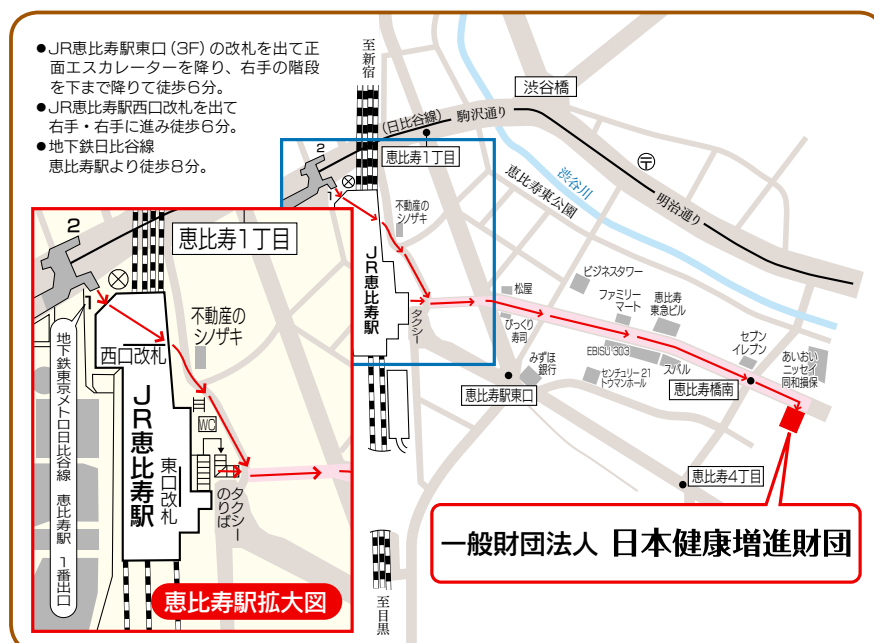 ●JR恵比寿駅東口(3F)の改札を出て正
面エスカレーターを降り、右手の階段
を下まで降りて徒歩6分。
●JR恵比寿駅西口改札を出て
右手・右手に進み徒歩6分。
●地下鉄日比谷線
恵比寿駅より徒歩8分。
至新宿
(日比谷線)
駒沢通り
渋谷橋
恵比寿1丁目
2
1
不動産の
シノザキ
JR恵比寿駅
タクシー
渋谷川
恵比寿東公園
明治通り
松屋
びっくり
寿司
ビジネスタワー
ファミリー
マート
恵比寿
東急ビル
EBISU 303
スバル
センチュリー21
トウマンホール
みずほ
銀行
恵比寿駅東口
セブン
イレブン
恵比寿橋南
あいおい
ニッセイ
同和損保
恵比寿4丁目
一般財団法人 日本健康増進財団
至目黒
2
恵比寿1丁目
1
不動産の
シノザキ
西口改札
JR恵比寿駅
WC
東口改札
タクシー
のりば
地下鉄東京メトロ日比谷線 恵比寿駅 1番出口
恵比寿駅拡大図